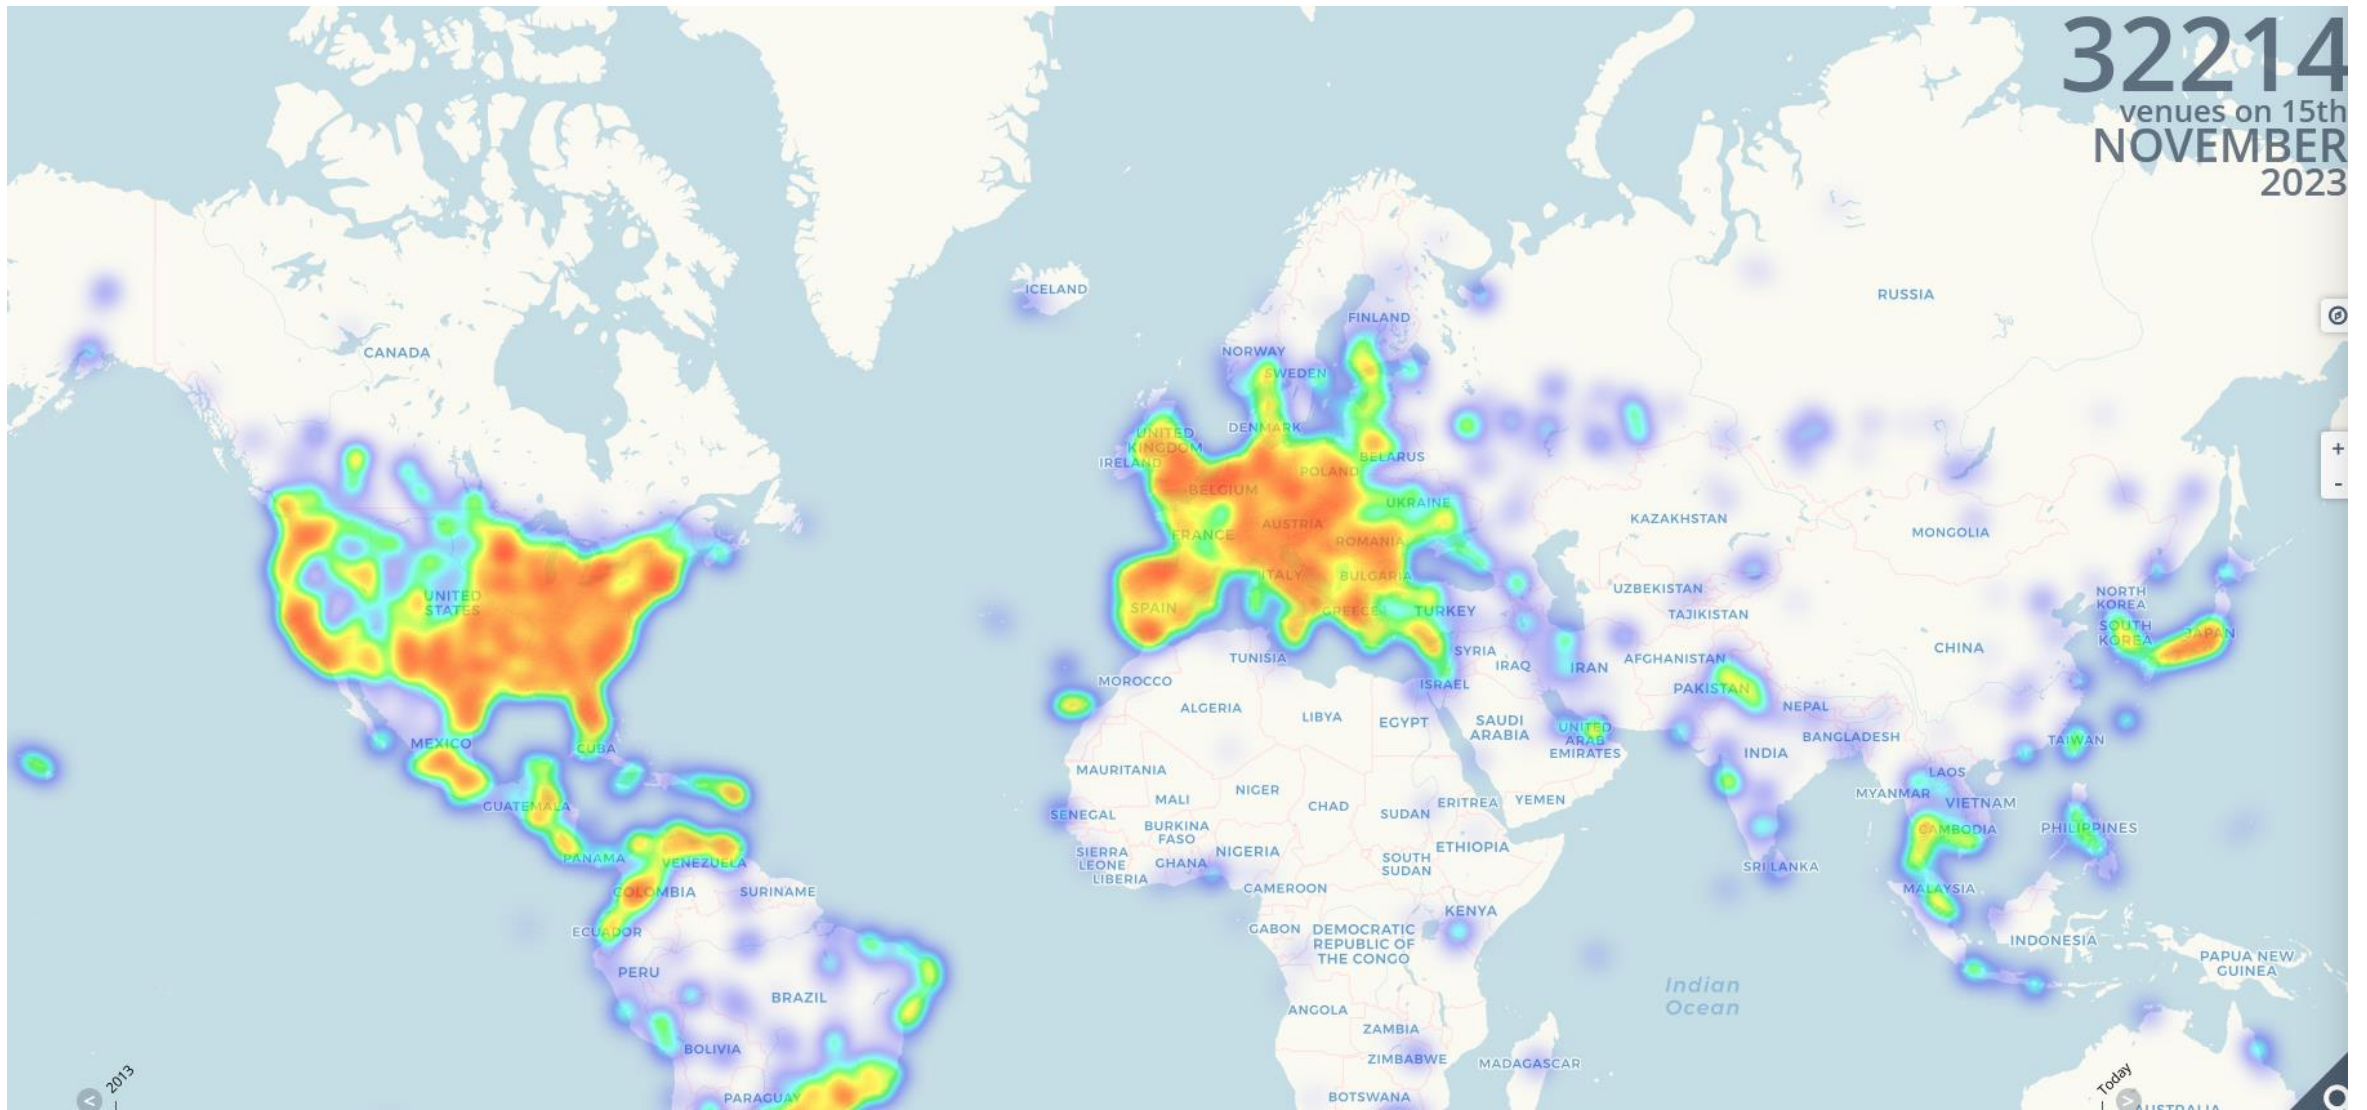 32214
venues on 15th
NOVEMBER
2023
ICELAND
RUSSIA
FINLAND
CANADA
NORWAY
SWEDEN
DENMARK
UNITED
KINGDOM
IRELAND
BELARUS
POLAND
BELGIUM
UKRAINE
KAZAKHSTAN
MONGOLIA
FRANCE
AUSTRIA
ROMANIA
ITALY
BULGARIA
UZBEKISTAN
NORTH
KOREA
UNITED
STATES
SPAIN
GREECE
TURKEY
TAJIKISTAN
SOUTH
KOREA
JAPAN
CHINA
SYRIA
IRAQ
IRAN
AFGHANISTAN
TUNISIA
MOROCCO
ISRAEL
PAKISTAN
NEPAL
ALGERIA
LIBYA
EGYPT
SAUDI
ARABIA
UNITED
ARAB
EMIRATES
INDIA
BANGLADESH
TAIWAN
MEXICO
CUBA
MAURITANIA
LAOS
MYANMAR
VIETNAM
NIGER
MALI
CHAD
SUDAN
ERITREA
YEMEN
GUATEMALA
SENEGAL
BURKINA
FASO
CAMBODIA
PHILIPPINES
PANAMA
VENEZUELA
SIERRA
LEONE
LIBERIA
GHANA
NIGERIA
SOUTH
SUDAN
ETHIOPIA
SRI LANKA
COLOMBIA
SURINAME
CAMEROON
MALAYSIA
ECUADOR
GABON
DEMOCRATIC
REPUBLIC OF
THE CONGO
KENYA
INDONESIA
PAPUA NEW
GUINEA
PERU
BRAZIL
Indian
Ocean
ANGOLA
ZAMBIA
BOLIVIA
ZIMBABWE
MADAGASCAR
PARAGUAY
BOTSWANA
AUSTRALIA
2013
Today
<
>
+
-